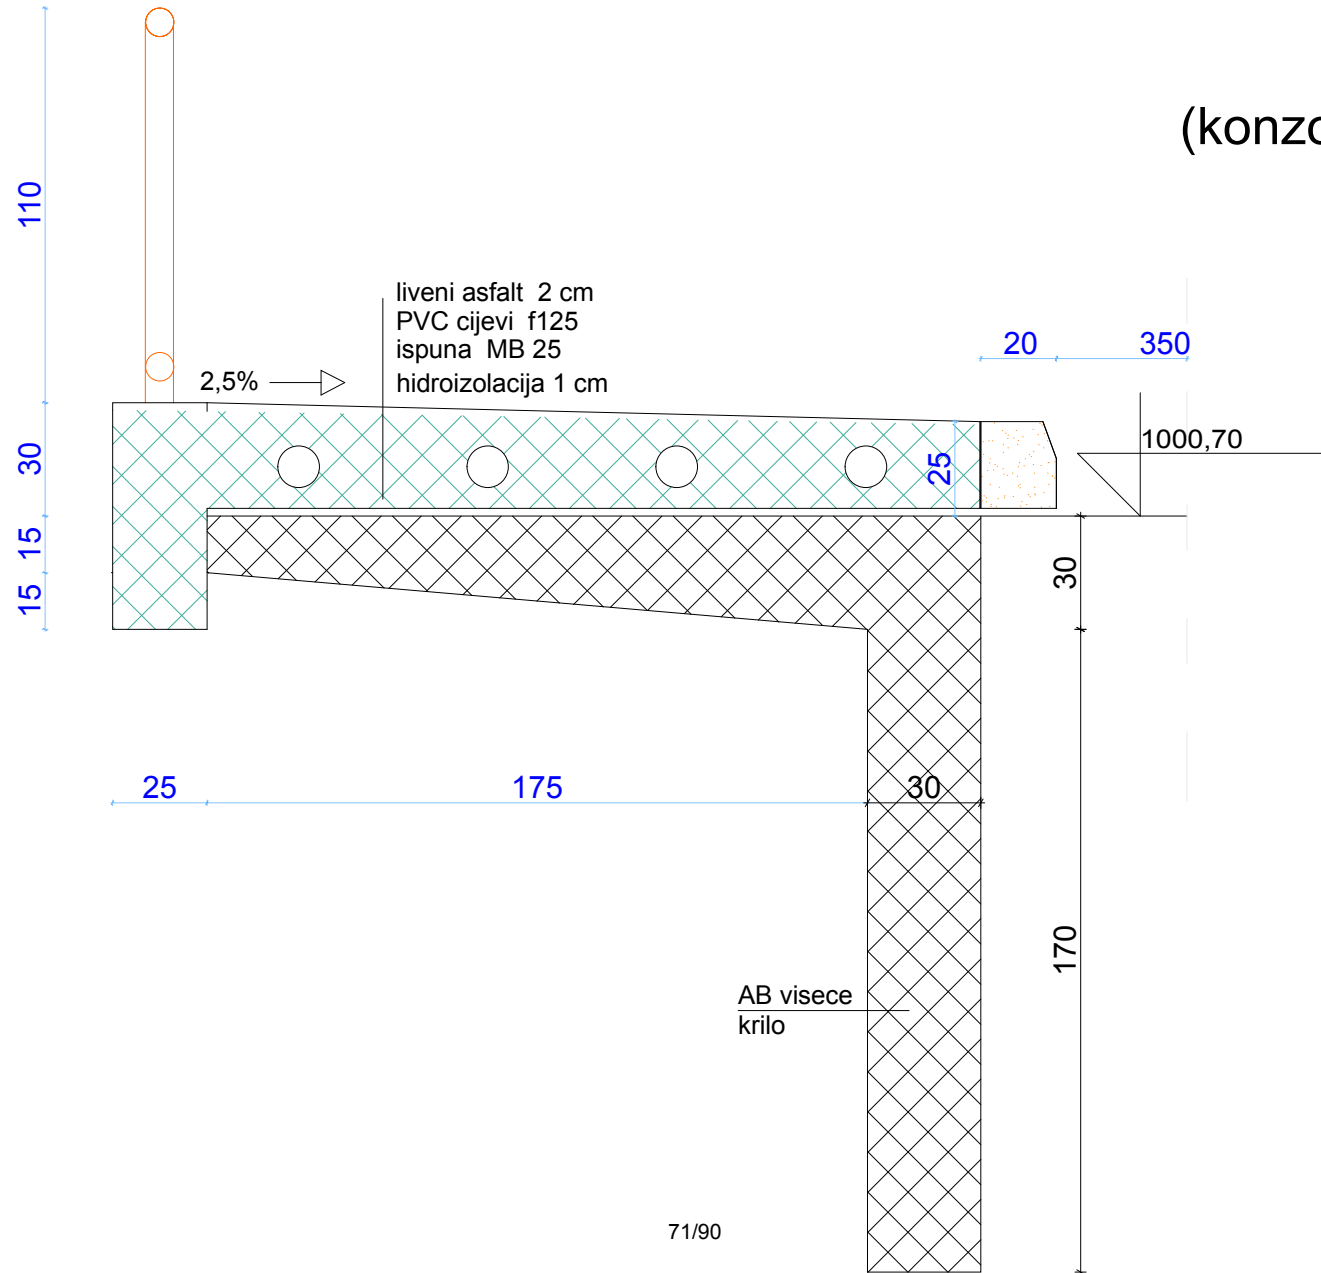 (konzo
110
liveni asfalt 2 cm
PVC cijevi f125
ispuna MB 25
hidroizolacija 1 cm
2,5%
20
350
1000,70
30
25
15
15
30
25
175
30
170
AB visece
krilo
71/90